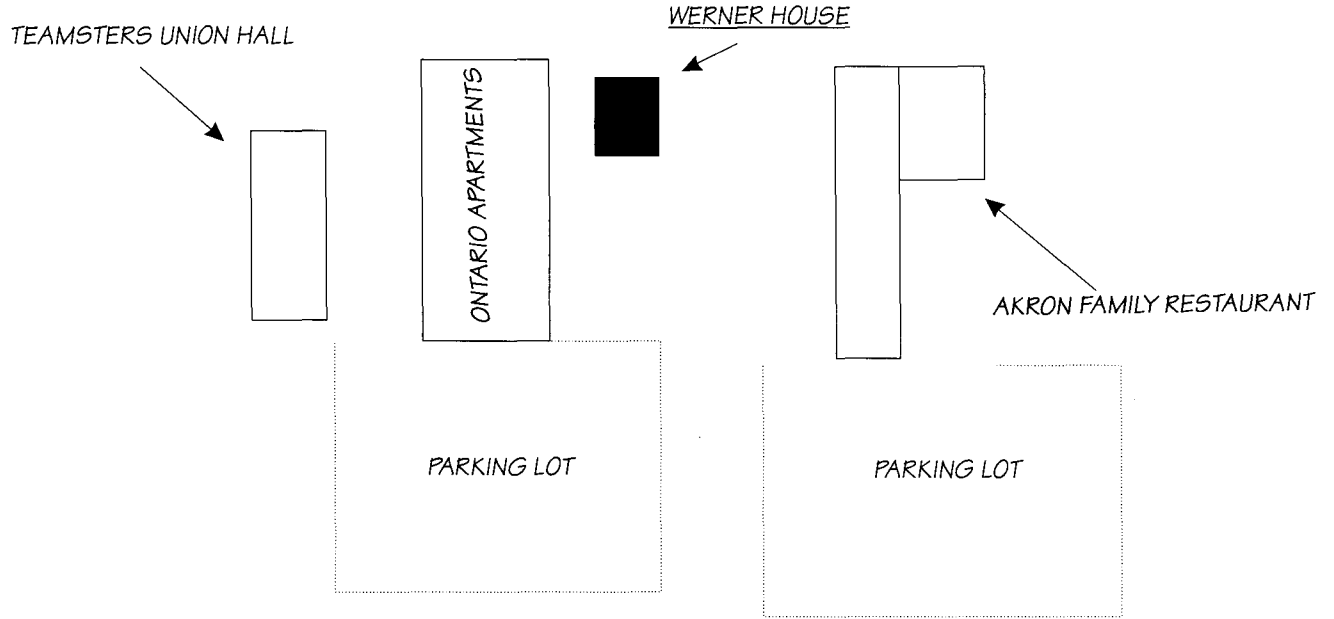 WERNER HOUSE
TEAMSTERS UNION HALL
ONTARIO APARTMENTS
AKRON FAMILY RESTAURANT
PARKING LOT
PARKING LOT